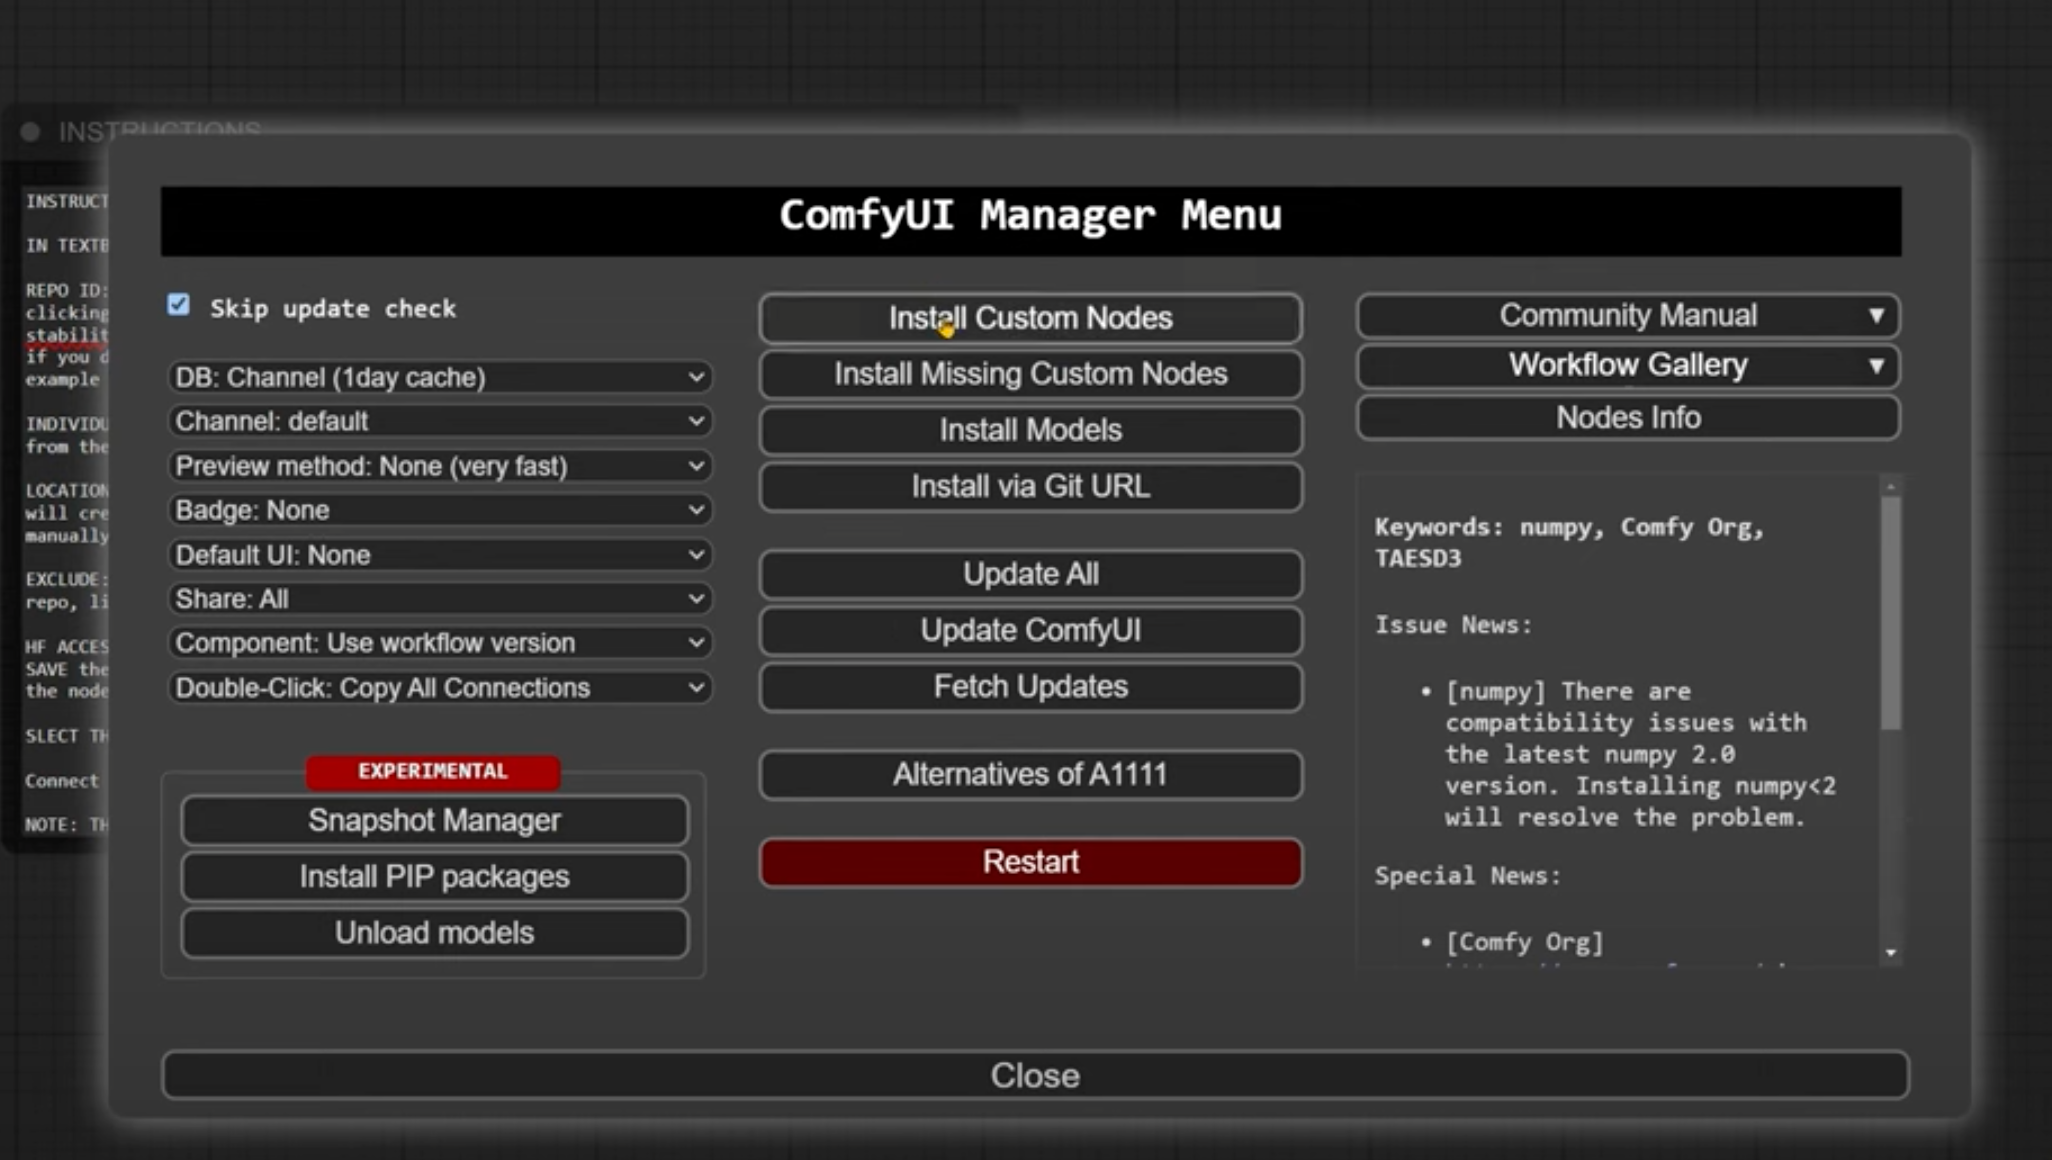 INSTRUCTIONS
INSTRUCT
IN TEXTB
REPO ID:
clicking
stabilit
if you d
example
INDIVIDU
from the
LOCATION
will cre
manually
EXCLUDE:
repo, li
HF ACCES
SAVE the
the node
SLECT TH
Connect
NOTE: TH
ComfyUI Manager Menu
Skip update check
DB: Channel (1day cache)
Channel: default
Preview method: None (very fast)
Badge: None
Default UI: None
Share: All
Component: Use workflow version
Double-Click: Copy All Connections
EXPERIMENTAL
Snapshot Manager
Install PIP packages
Unload models
Install Custom Nodes
Install Missing Custom Nodes
Install Models
Install via Git URL
Update All
Update ComfyUI
Fetch Updates
Alternatives of A1111
Restart
Community Manual
Workflow Gallery
Nodes Info
Keywords: numpy, Comfy Org,
TAESD3
Issue News:
• [numpy] There are
compatibility issues with
the latest numpy 2.0
version. Installing numpy<2
will resolve the problem.
Special News:
• [Comfy Org]
Close